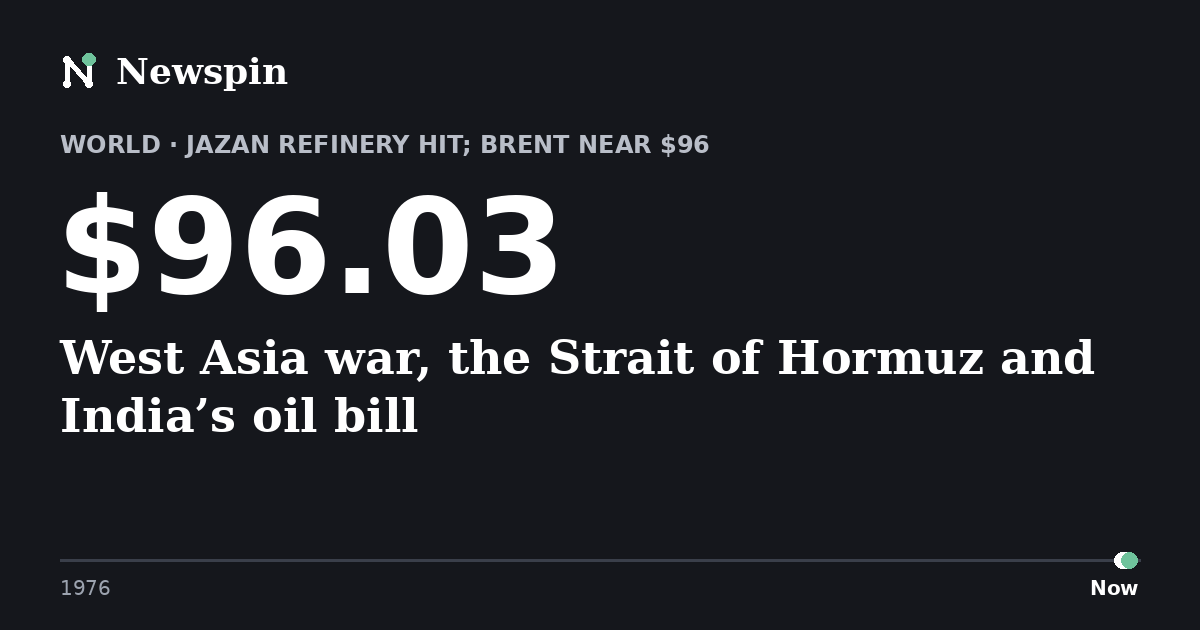 Newspin
WORLD · JAZAN REFINERY HIT; BRENT NEAR $96
$96.03
West Asia war, the Strait of Hormuz and
India’s oil bill
1976
Now